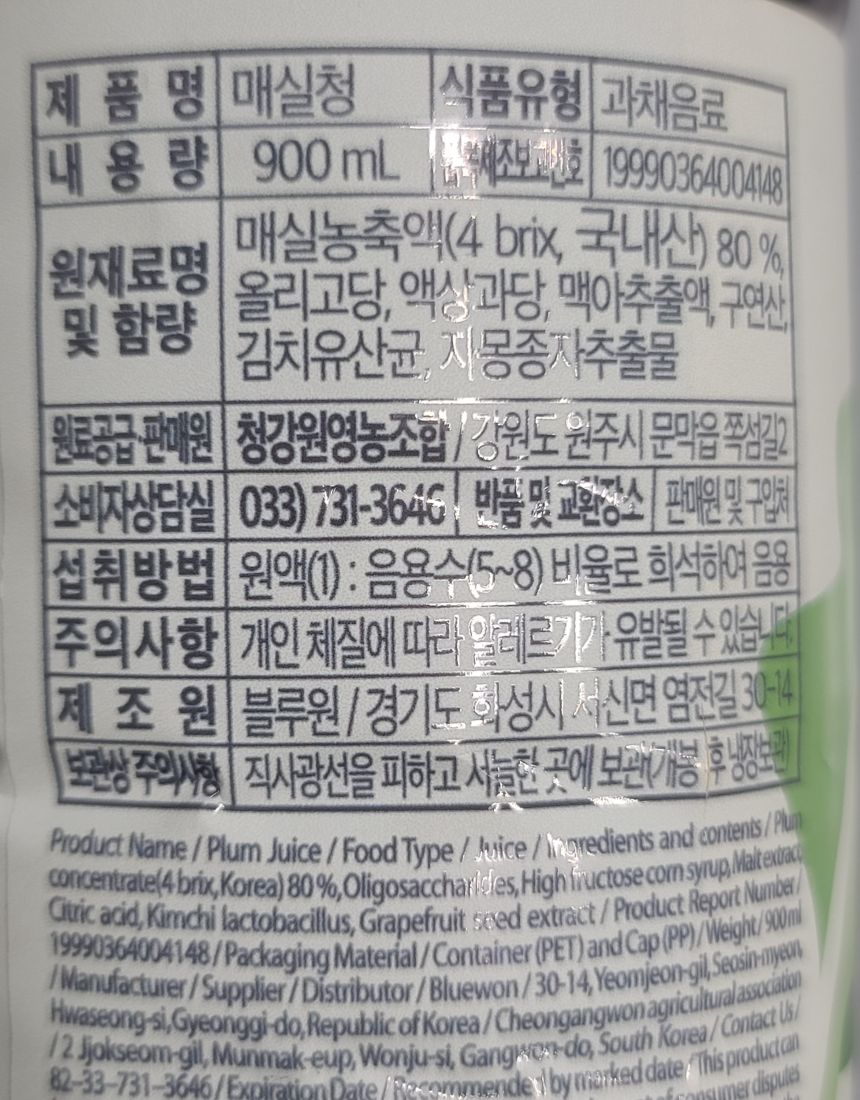 제 품 명 매실청 식품유형 과채음료
내 용 량 900 mL 품목제조보고번호 19990364004148
원재료명 및 함량
매실농축액(4 brix, 국내산) 80 %,
올리고당, 액상과당, 맥아추출액, 구연산,
김치유산균, 자몽종자추출물
원료공급·판매원 청강원영농조합 / 강원도 원주시 문막읍 쪽섬길2
소비자상담실 033) 731-3646 반품 및 교환장소 판매원 및 구입처
섭취방법 원액(1) : 음용수(5~8) 비율로 희석하여 음용
주의사항 개인 체질에 따라 알레르기가 유발될 수 있습니다.
제 조 원 블루원 / 경기도 화성시 서신면 염전길 30-14
보관상 주의사항 직사광선을 피하고 서늘한 곳에 보관(개봉 후 냉장보관)
Product Name / Plum Juice / Food Type / Juice / Ingredients and contents / Plum
concentrate(4 brix, Korea) 80 %, Oligosaccharides, High fructose corn syrup, Malt extract,
Citric acid, Kimchi lactobacillus, Grapefruit seed extract / Product Report Number /
19990364004148 / Packaging Material / Container (PET) and Cap (PP) / Weight / 900 ml
/ Manufacturer / Supplier / Distributor / Bluewon / 30-14, Yeomjeon-gil, Seosin-myeon,
Hwaseong-si, Gyeonggi-do, Republic of Korea / Cheongangwon agricultural association
/ 2 Jjokseom-gil, Munmak-eup, Wonju-si, Gangwon-do, South Korea / Contact Us /
82-33-731-3646 / Expiration Date / Recommended by marked date / This product can
of consumer disputes